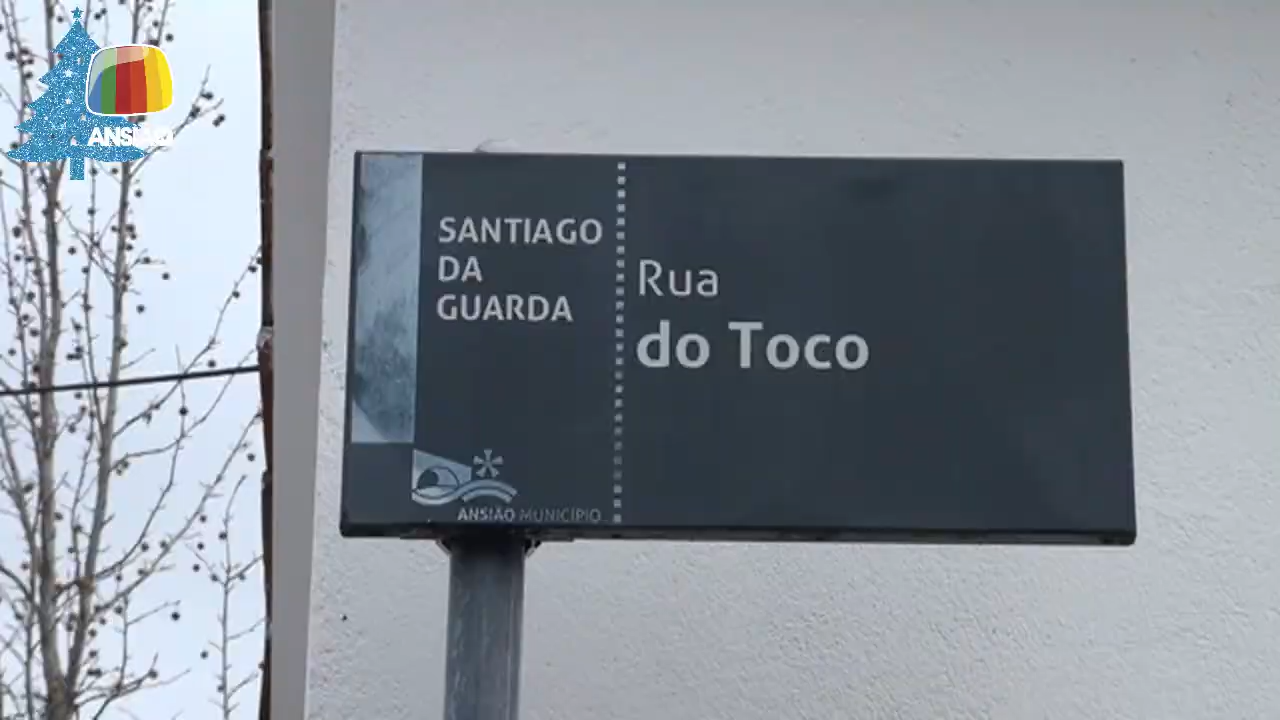 ANSIÃO
SANTIAGO
DA
GUARDA
Rua
do Toco
ANSIÃO MUNICÍPIO